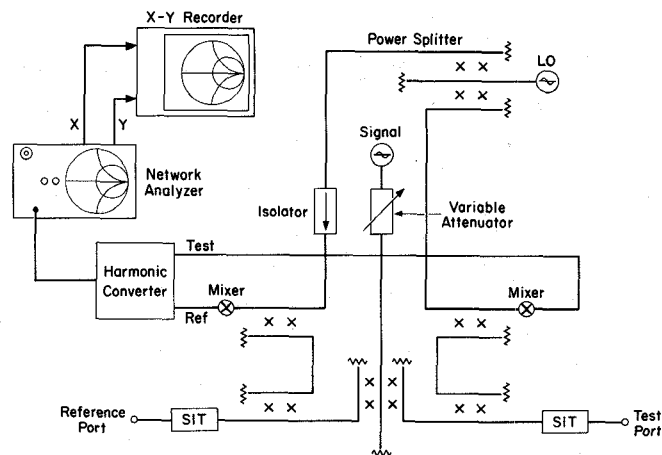 X-Y Recorder
Power Splitter
LO
X
Y
Signal
Network
Analyzer
Isolator
Variable
Attenuator
Test
Harmonic
Converter
Mixer
Ref
Mixer
Reference
Port
SIT
SIT
Test
Port